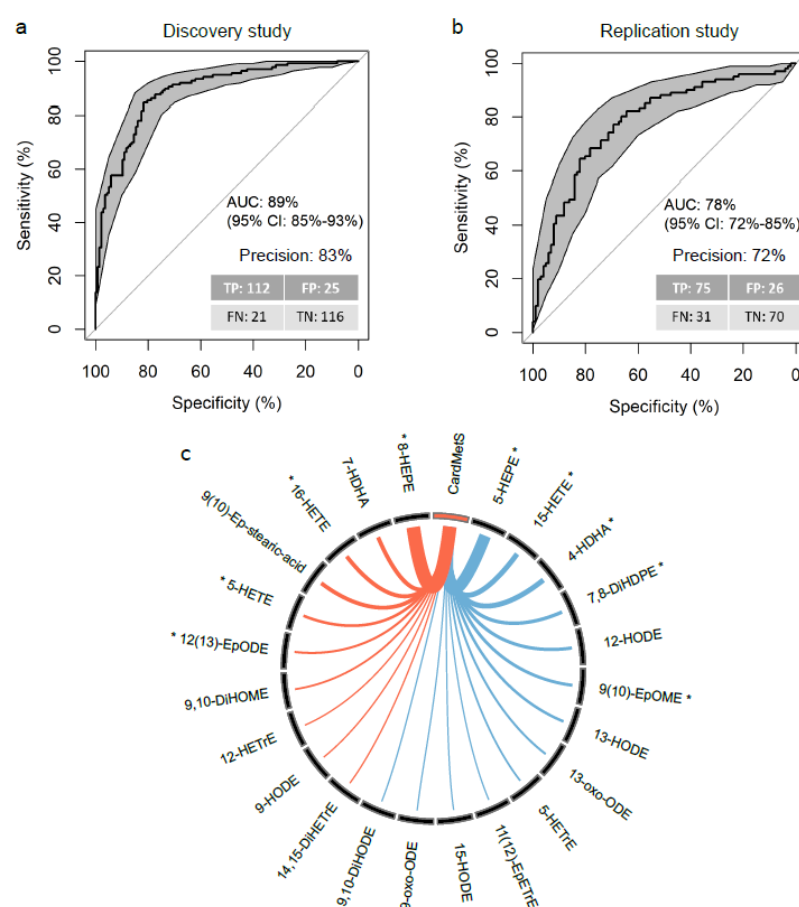 a
Discovery study
Sensitivity (%)
100
80
60
40
20
0
AUC: 89%
(95% CI: 85%-93%)
Precision: 83%
TP: 112 FP: 25
FN: 21 TN: 116
100 80 60 40 20 0
Specificity (%)
b
Replication study
Sensitivity (%)
100
80
60
40
20
0
AUC: 78%
(95% CI: 72%-85%)
Precision: 72%
TP: 75 FP: 26
FN: 31 TN: 70
100 80 60 40 20 0
Specificity (%)
c
CardMetS
5-HEPE *
15-HETE *
4-HDHA *
7,8-DiHDPE *
12-HODE
9(10)-EpOME *
13-HODE
13-oxo-ODE
5-HETrE
11(12)-EpETrE
15-HODE
9-oxo-ODE
9,10-DiHODE
14,15-DiHETrE
9-HODE
12-HETrE
9,10-DiHOME
* 12(13)-EpODE
* 5-HETE
9(10)-Ep-stearic-acid
* 16-HETE
7-HDHA
* 8-HEPE